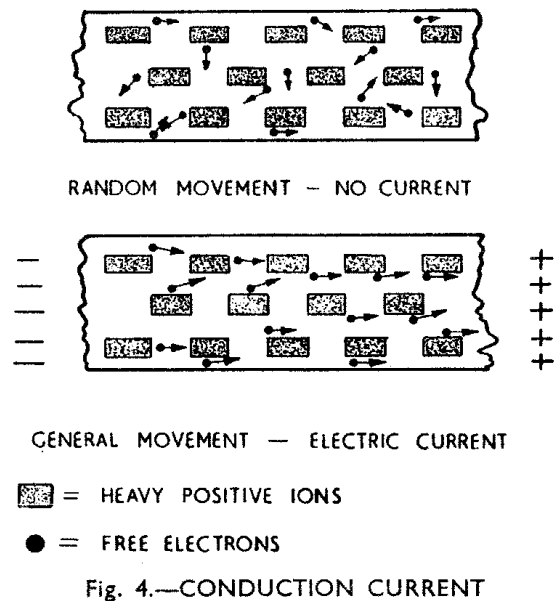 RANDOM MOVEMENT – NO CURRENT
– +
– +
– +
– +
– +
GENERAL MOVEMENT — ELECTRIC CURRENT
= HEAVY POSITIVE IONS
= FREE ELECTRONS
Fig. 4.—CONDUCTION CURRENT